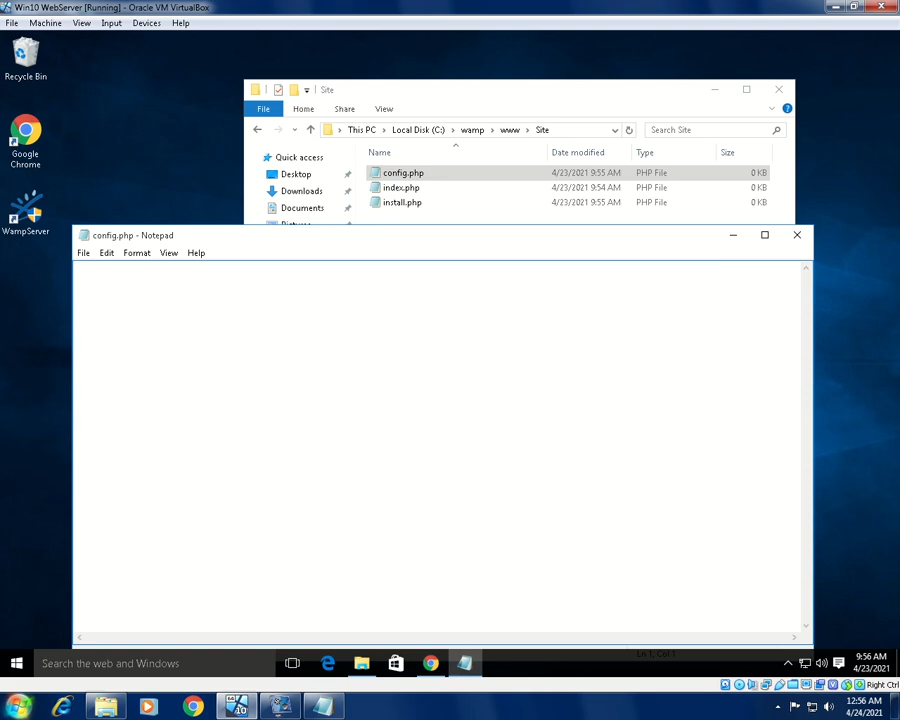 Win10 WebServer [Running] - Oracle VM VirtualBox
File Machine View Input Devices Help
Recycle Bin
Google
Chrome
WampServer
Site
File Home Share View
This PC Local Disk (C:) wamp www Site Search Site
Name Date modified Type Size
Quick access
Desktop
Downloads
Documents
config.php 4/23/2021 9:55 AM PHP File 0 KB
index.php 4/23/2021 9:54 AM PHP File 0 KB
install.php 4/23/2021 9:55 AM PHP File 0 KB
config.php - Notepad
File Edit Format View Help
Ln 1, Col 1
Search the web and Windows
9:56 AM
4/23/2021
Right Ctrl
12:56 AM
4/24/2021